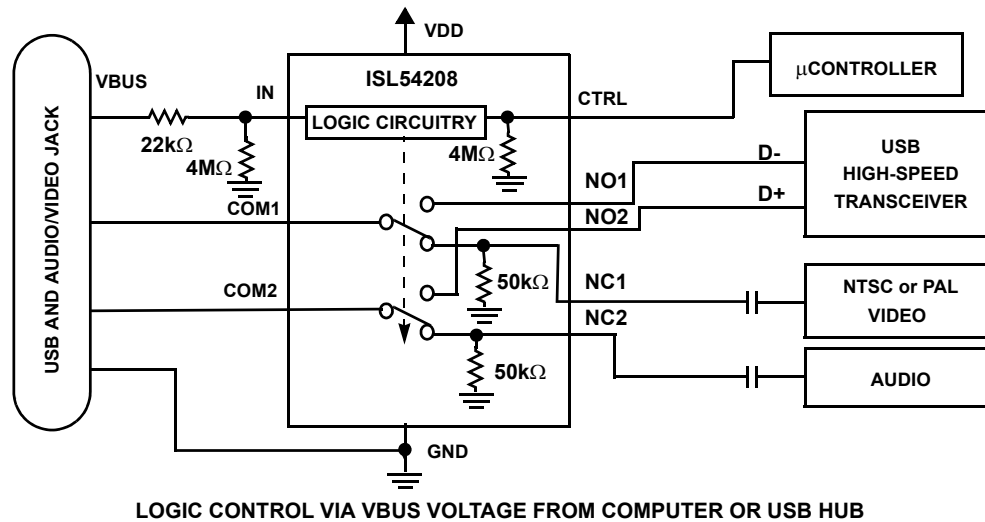 VDD
VBUS
ISL54208
μCONTROLLER
IN
CTRL
LOGIC CIRCUITRY
22kΩ
4MΩ
4MΩ
USB
HIGH-SPEED
TRANSCEIVER
D-
D+
NO1
NO2
COM1
USB AND AUDIO/VIDEO JACK
50kΩ
NC1
NTSC or PAL
VIDEO
COM2
NC2
50kΩ
AUDIO
GND
LOGIC CONTROL VIA VBUS VOLTAGE FROM COMPUTER OR USB HUB